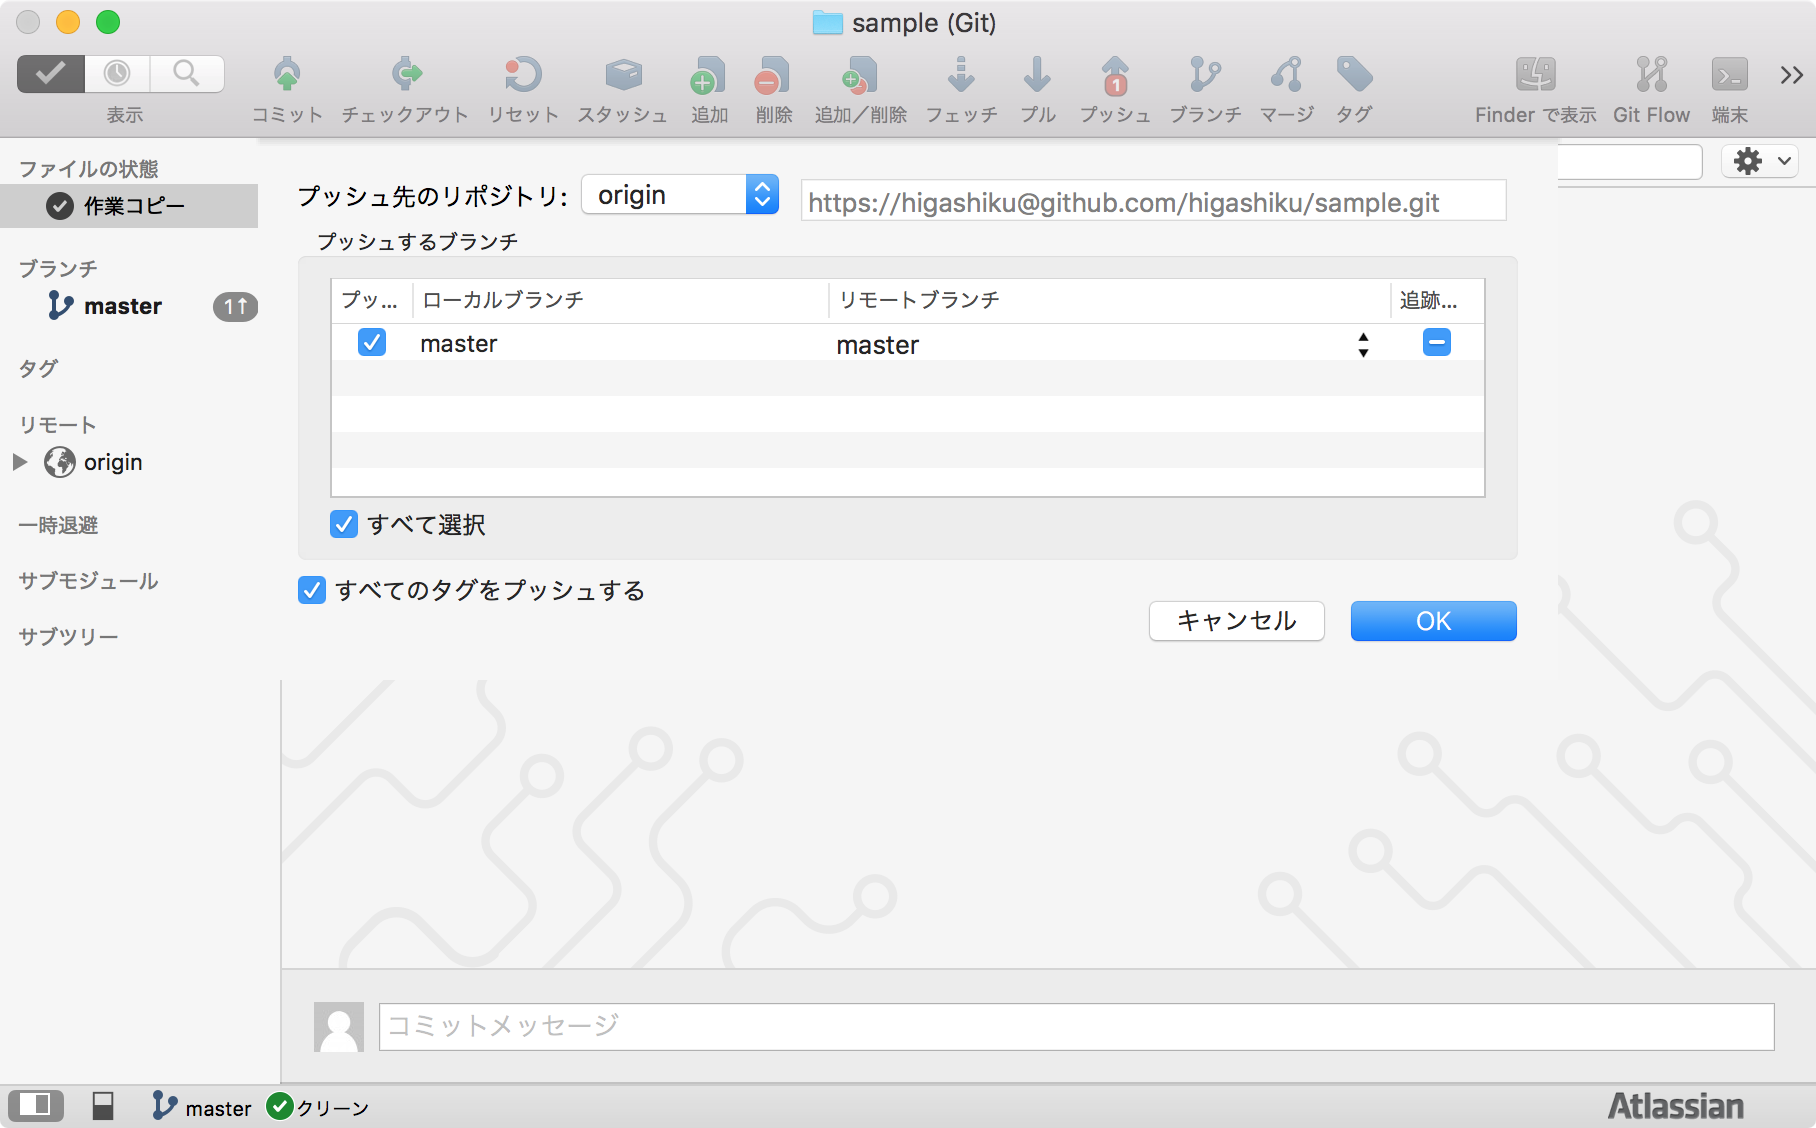 sample (Git)
表示
コミット
チェックアウト
リセット
スタッシュ
追加
削除
追加／削除
フェッチ
プル
1
プッシュ
ブランチ
マージ
タグ
Finder で表示
Git Flow
端末
ファイルの状態
作業コピー
ブランチ
master
1↑
タグ
リモート
origin
一時退避
サブモジュール
サブツリー
プッシュ先のリポジトリ:
origin
https://higashiku@github.com/higashiku/sample.git
プッシュするブランチ
プッ...
ローカルブランチ
リモートブランチ
追跡...
master
master
すべて選択
すべてのタグをプッシュする
キャンセル
OK
コミットメッセージ
master
クリーン
Atlassian